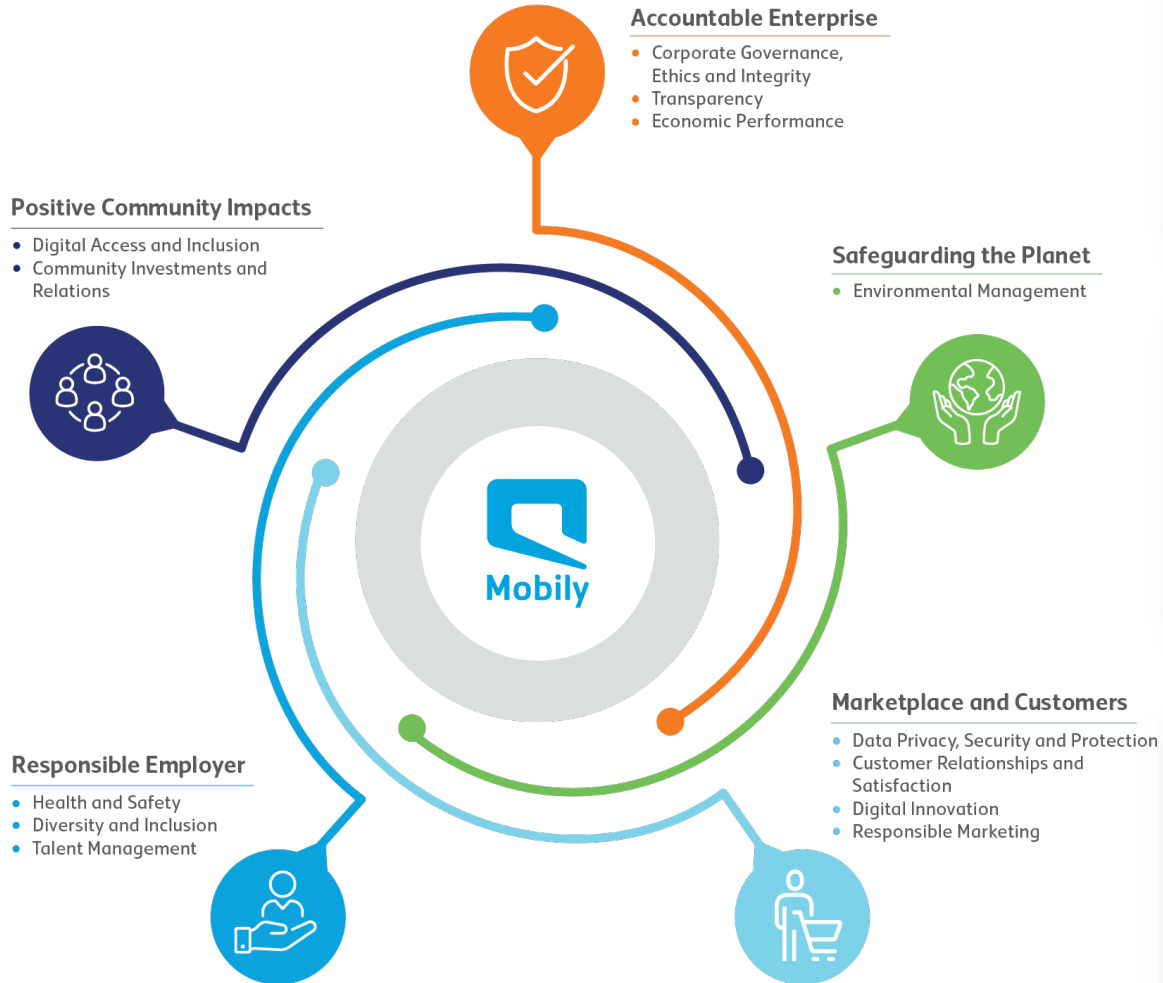 Accountable Enterprise
Corporate Governance,
Ethics and Integrity
Transparency
Economic Performance
Positive Community Impacts
Digital Access and Inclusion
Community Investments and
Relations
Safeguarding the Planet
Environmental Management
Mobily
Marketplace and Customers
Data Privacy, Security and Protection
Customer Relationships and
Satisfaction
Digital Innovation
Responsible Marketing
Responsible Employer
Health and Safety
Diversity and Inclusion
Talent Management